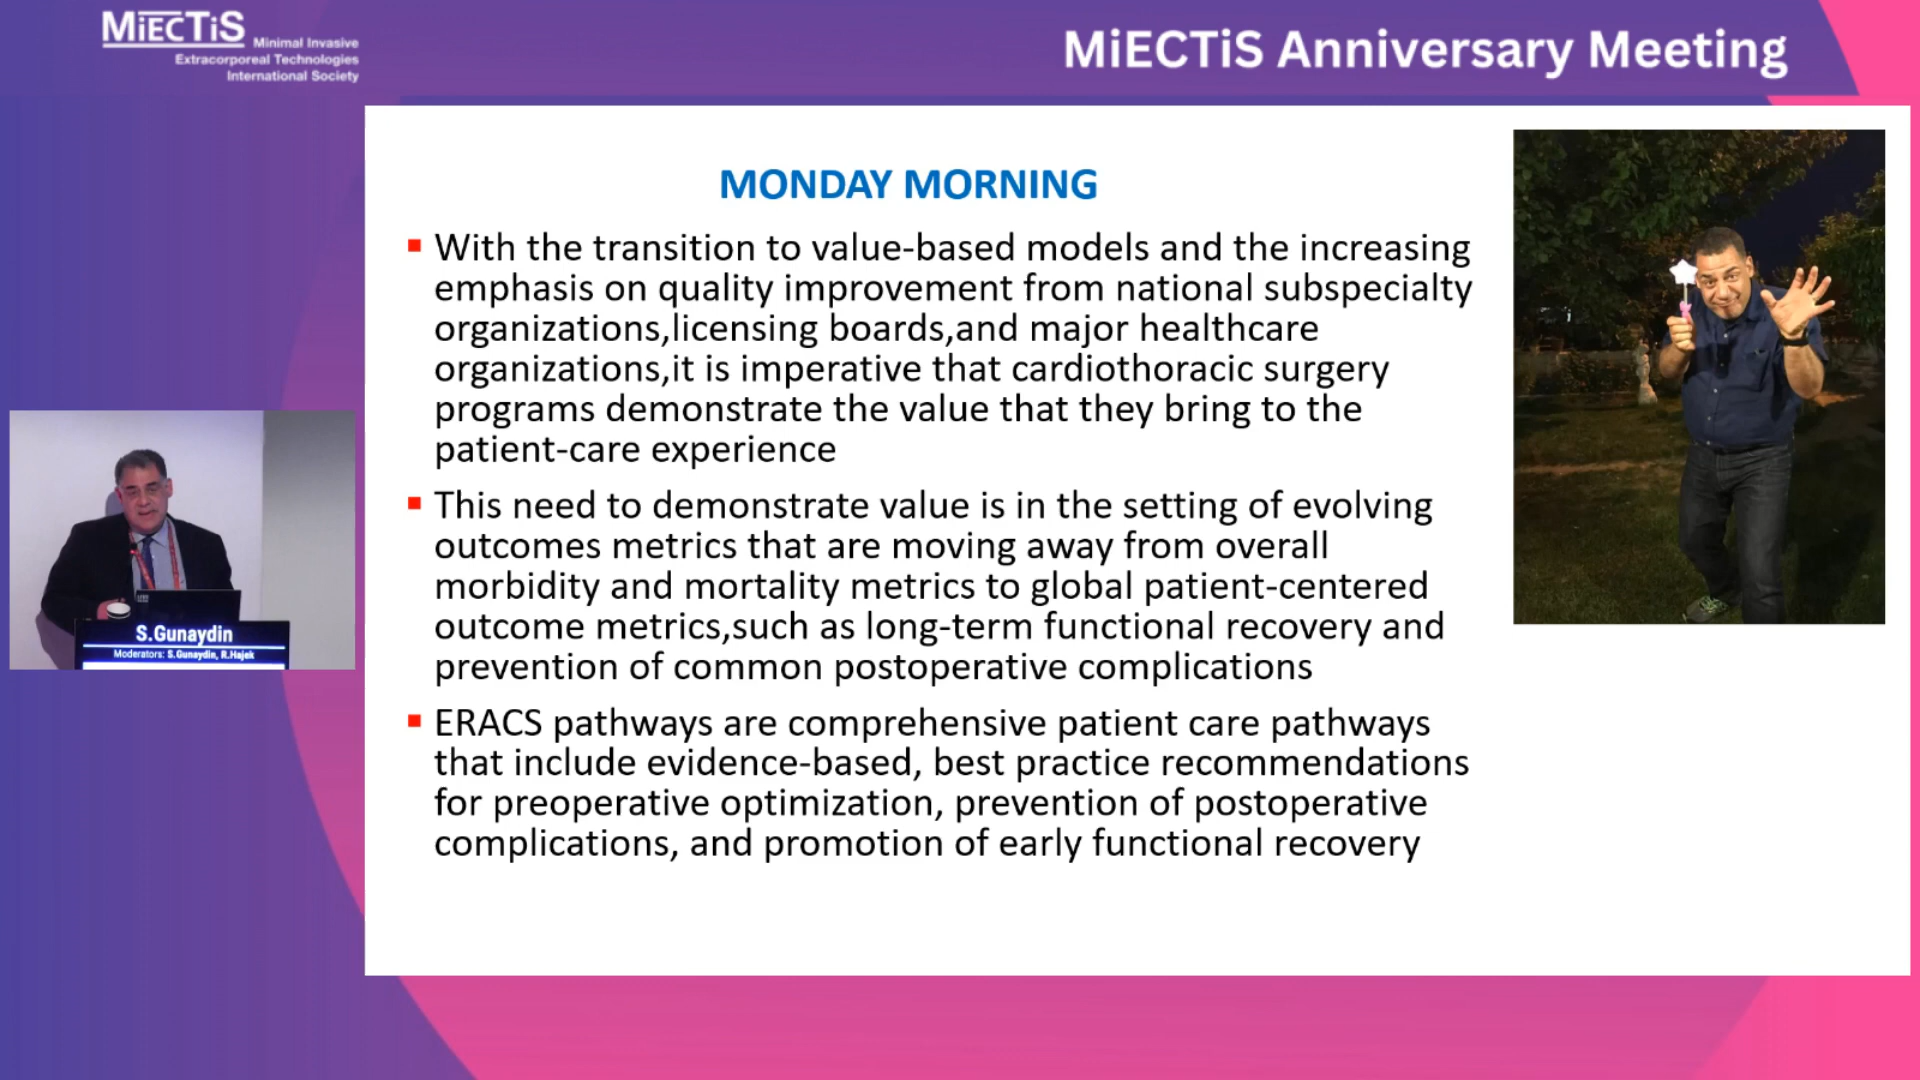 MiECTiS
Minimal Invasive
Extracorporeal Technologies
International Society
MiECTiS Anniversary Meeting
MONDAY MORNING
With the transition to value-based models and the increasing
emphasis on quality improvement from national subspecialty
organizations,licensing boards,and major healthcare
organizations,it is imperative that cardiothoracic surgery
programs demonstrate the value that they bring to the
patient-care experience
This need to demonstrate value is in the setting of evolving
outcomes metrics that are moving away from overall
morbidity and mortality metrics to global patient-centered
outcome metrics,such as long-term functional recovery and
prevention of common postoperative complications
ERACS pathways are comprehensive patient care pathways
that include evidence-based, best practice recommendations
for preoperative optimization, prevention of postoperative
complications, and promotion of early functional recovery
S.Gunaydin
Moderators: S.Gunaydin, R.Hajek